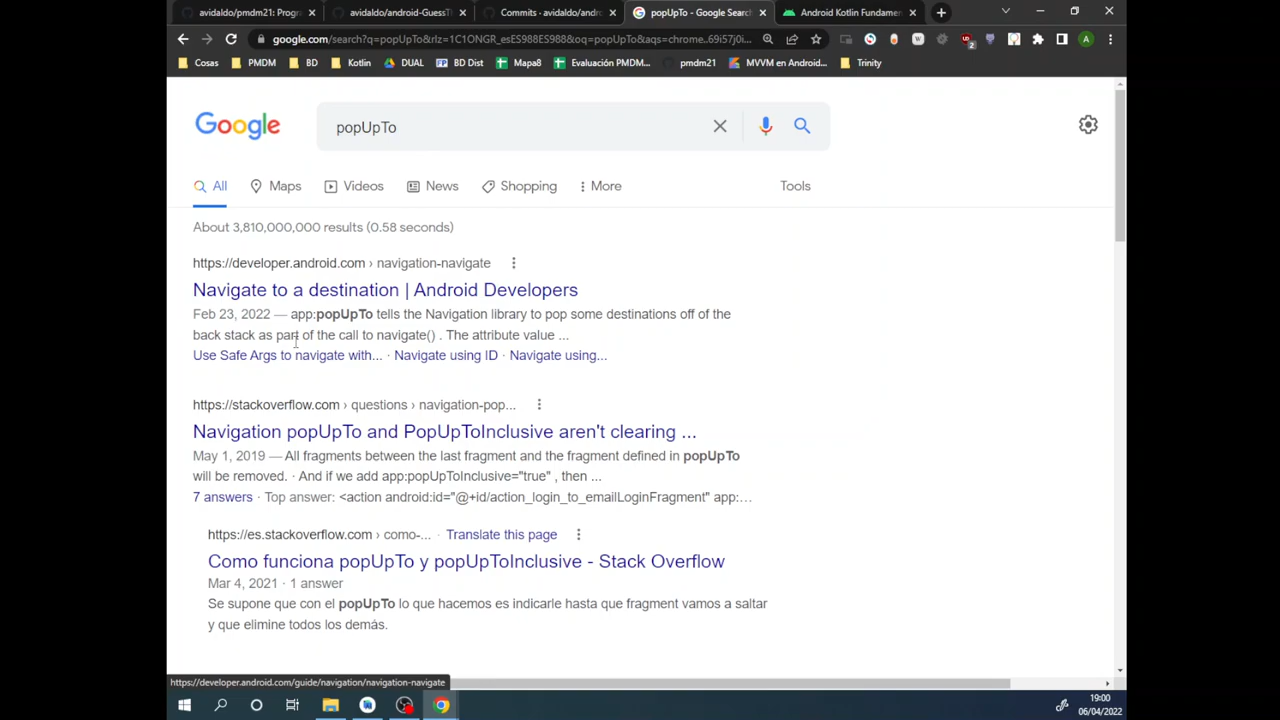 avidaldo/pmdm21: Progra
avidaldo/android-GuessTh
Commits - avidaldo/android
popUpTo - Google Search
Android Kotlin Fundamen
google.com/search?q=popUpTo&rlz=1C1ONGR_esES988ES988&oq=popUpTo&aqs=chrome..69i57j0i...
Cosas PMDM BD Kotlin DUAL BD Dist Mapa8 Evaluación PMDM... pmdm21 MVVM en Android... Trinity
Google
popUpTo
All Maps Videos News Shopping More Tools
About 3,810,000,000 results (0.58 seconds)
https://developer.android.com › navigation-navigate
Navigate to a destination | Android Developers
Feb 23, 2022 — app:popUpTo tells the Navigation library to pop some destinations off of the
back stack as part of the call to navigate() . The attribute value ...
Use Safe Args to navigate with... · Navigate using ID · Navigate using...
https://stackoverflow.com › questions › navigation-pop...
Navigation popUpTo and PopUpToInclusive aren't clearing ...
May 1, 2019 — All fragments between the last fragment and the fragment defined in popUpTo
will be removed. · And if we add app:popUpToInclusive="true" , then ...
7 answers · Top answer: <action android:id="@+id/action_login_to_emailLoginFragment" app:...
https://es.stackoverflow.com › como-... · Translate this page
Como funciona popUpTo y popUpToInclusive - Stack Overflow
Mar 4, 2021 · 1 answer
Se supone que con el popUpTo lo que hacemos es indicarle hasta que fragment vamos a saltar
y que elimine todos los demás.
https://developer.android.com/guide/navigation/navigation-navigate
19:00
06/04/2022